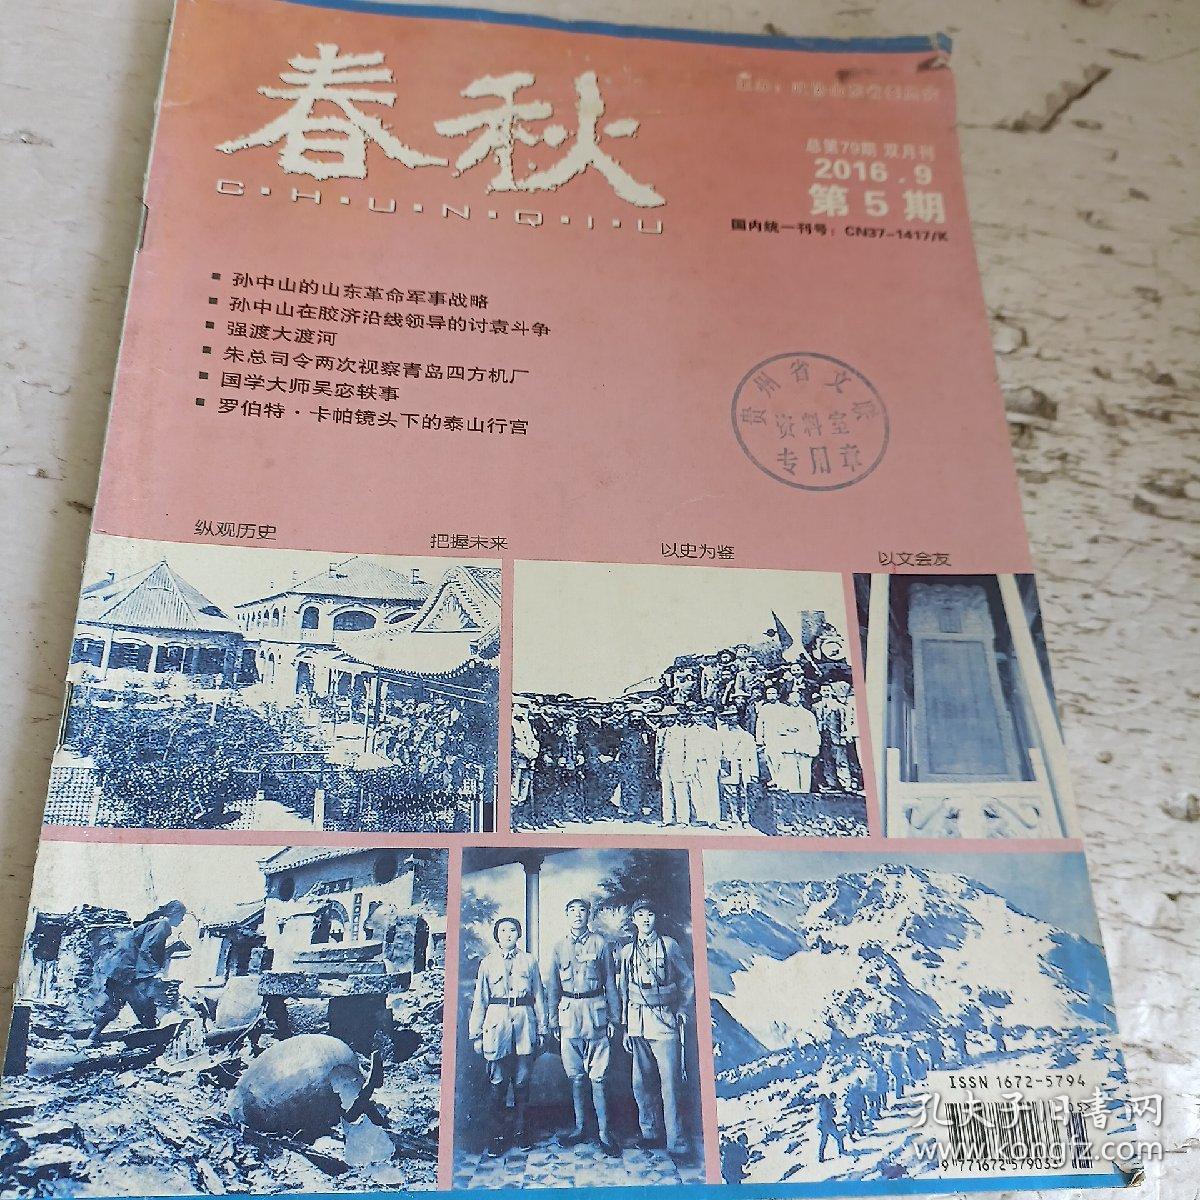 春秋
C·H·U·N·Q·I·U
总第79期 双月刊
2016.9
第5期
国内统一刊号：CN37-1417/K
▪ 孙中山的山东革命军事战略
▪ 孙中山在胶济沿线领导的讨袁斗争
▪ 强渡大渡河
▪ 朱总司令两次视察青岛四方机厂
▪ 国学大师吴宓轶事
▪ 罗伯特·卡帕镜头下的泰山行宫
贵州省文馆
资料室
专用章
纵观历史 把握未来 以史为鉴 以文会友
ISSN 1672-5794
孔夫子旧书网
www.kongfz.com